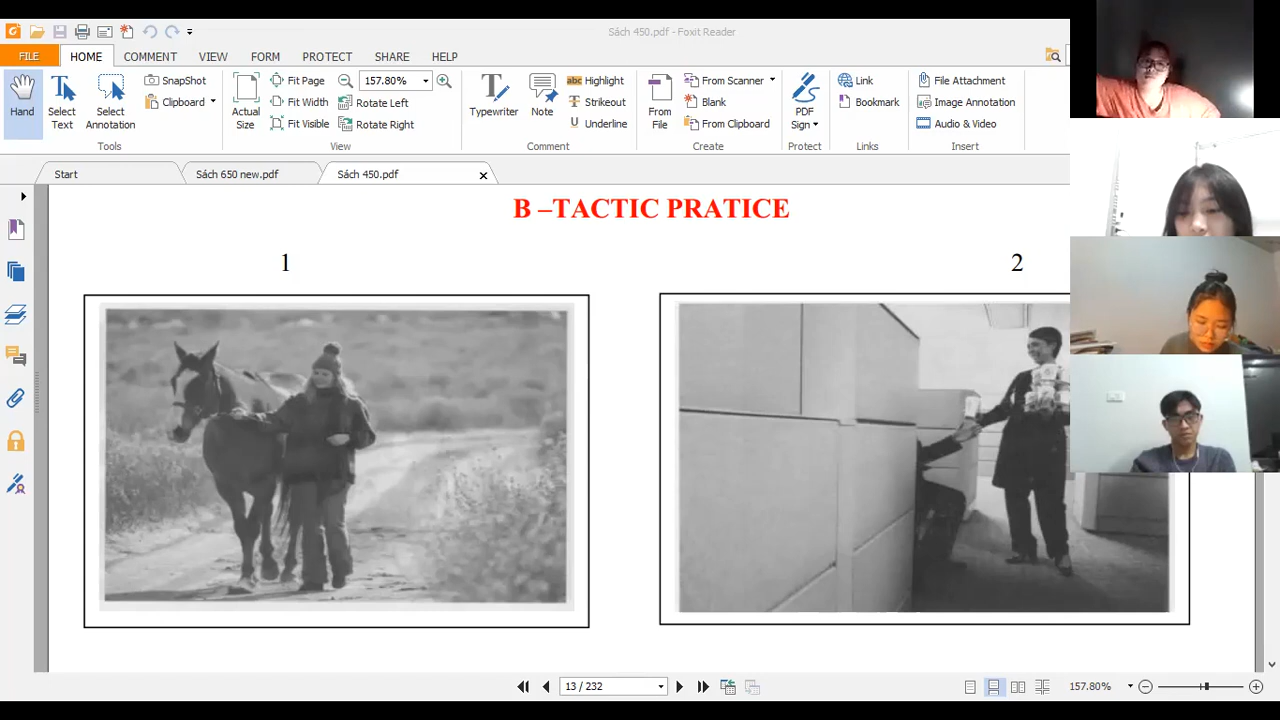 Sách 450.pdf - Foxit Reader
FILE HOME COMMENT VIEW FORM PROTECT SHARE HELP
Hand
Select Text
Select Annotation
SnapShot
Clipboard
Tools
Actual Size
Fit Page
Fit Width
Fit Visible
157.80%
Rotate Left
Rotate Right
View
Typewriter
Note
Highlight
Strikeout
Underline
Comment
From File
From Scanner
Blank
From Clipboard
Create
PDF Sign
Protect
Link
Bookmark
Links
File Attachment
Image Annotation
Audio & Video
Insert
Start Sách 650 new.pdf Sách 450.pdf
B –TACTIC PRATICE
1 2
13 / 232 157.80%